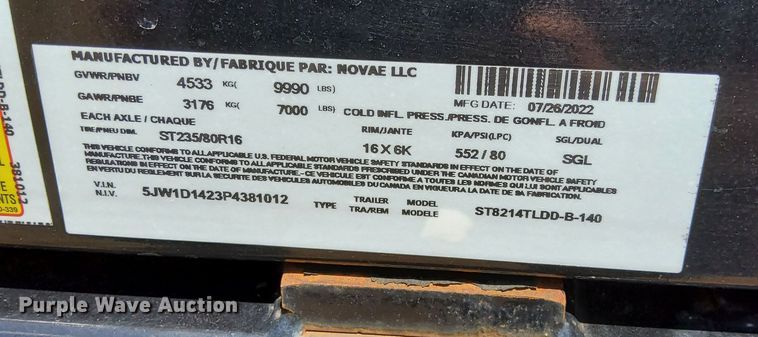 MANUFACTURED BY/FABRIQUE PAR: NOVAE LLC
GVWR/PNBV 4533 KG( 9990 LBS)
MFG DATE: 07/26/2022
GAWR/PNBE 3176 KG( 7000 LBS) COLD INFL. PRESS./PRESS. DE GONFL. A FROID
EACH AXLE / CHAQUE
TIRE/PNEU DIM. ST235/80R16
RIM/JANTE 16 X 6K
KPA/PSI(LPC) 552 / 80
SGL/DUAL SGL
THIS VEHICLE CONFORMS TO ALL APPLICABLE U.S. FEDERAL MOTOR VEHICLE SAFETY STANDARDS IN EFFECT ON THE DATE OF
MANUFACTURE.THIS VEHICLE CONFORMS TO ALL APPLICABLE STANDARDS PRESCRIBED UNDER THE CANADIAN MOTOR VEHICLE SAFETY
REGULATIONS IN EFFECT ON THE DATE OF MANUFACTURE.-CE VEHICULE EST CONFORME A TOUTES LES NORMES QUI LUI SONT APPLICABLES
EN VERTU DU REGLEMENT SUR LA SECURITE DES VEHICULES AUTOMOBILES DU CANADA EN VIGUEUR A LA DATE DE SA FABRICATION.
V.I.N.
N.I.V. 5JW1D1423P4381012
TYPE TRAILER
TRA/REM
MODEL
MODELE ST8214TLDD-B-140
LDD-B-140 381012
E
ENTS
0-339
Purple Wave Auction